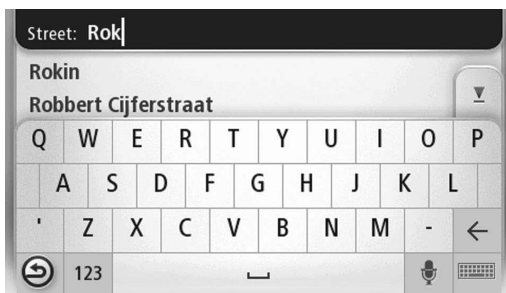 Street: Rok
Rokin
Robbert Cijferstraat
Q W E R T Y U I O P
A S D F G H J K L
' Z X C V B N M -
123